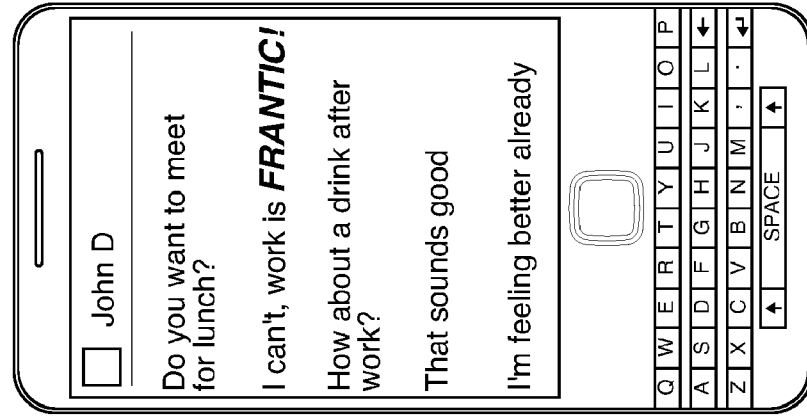 John D
Do you want to meet
for lunch?
I can't, work is FRANTIC!
How about a drink after
work?
That sounds good
I'm feeling better already
Q W E R T Y U I O P
A S D F G H J K L ←
Z X C V B N M , . ↵
↑ SPACE ↑